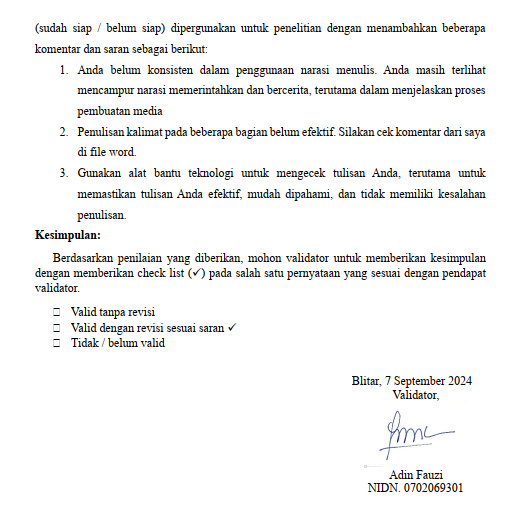 (sudah siap / belum siap) dipergunakan untuk penelitian dengan menambahkan beberapa
komentar dan saran sebagai berikut:
1. Anda belum konsisten dalam penggunaan narasi menulis. Anda masih terlihat
mencampur narasi memerintahkan dan bercerita, terutama dalam menjelaskan proses
pembuatan media
2. Penulisan kalimat pada beberapa bagian belum efektif. Silakan cek komentar dari saya
di file word.
3. Gunakan alat bantu teknologi untuk mengecek tulisan Anda, terutama untuk
memastikan tulisan Anda efektif, mudah dipahami, dan tidak memiliki kesalahan
penulisan.
Kesimpulan:
Berdasarkan penilaian yang diberikan, mohon validator untuk memberikan kesimpulan
dengan memberikan check list (✓) pada salah satu pernyataan yang sesuai dengan pendapat
validator.
□ Valid tanpa revisi
□ Valid dengan revisi sesuai saran ✓
□ Tidak / belum valid
Blitar, 7 September 2024
Validator,
Adin Fauzi
NIDN. 0702069301